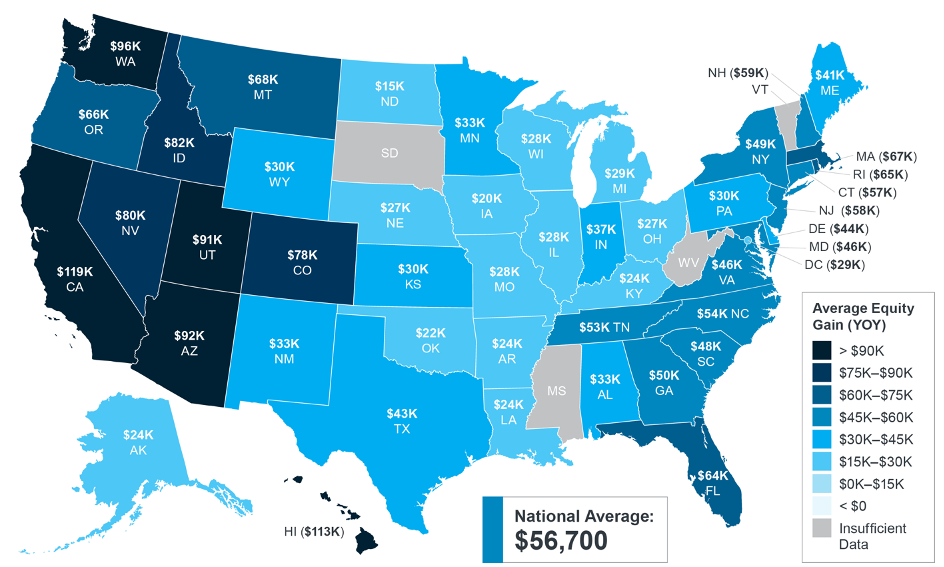 $96K
WA
$66K
OR
$82K
ID
$68K
MT
$15K
ND
SD
$30K
WY
$27K
NE
$33K
MN
$28K
WI
$29K
MI
$20K
IA
$28K
IL
$37K
IN
$27K
OH
$30K
PA
$49K
NY
$41K
ME
NH ($59K)
VT
MA ($67K)
RI ($65K)
CT ($57K)
NJ ($58K)
DE ($44K)
MD ($46K)
DC ($29K)
$119K
CA
$80K
NV
$91K
UT
$78K
CO
$30K
KS
$28K
MO
$24K
KY
WV
$46K
VA
$54K NC
$53K TN
$48K
SC
$92K
AZ
$33K
NM
$22K
OK
$24K
AR
$43K
TX
$24K
LA
MS
$33K
AL
$50K
GA
$64K
FL
$24K
AK
HI ($113K)
National Average:
$56,700
Average Equity
Gain (YOY)
> $90K
$75K–$90K
$60K–$75K
$45K–$60K
$30K–$45K
$15K–$30K
$0K–$15K
< $0
Insufficient
Data